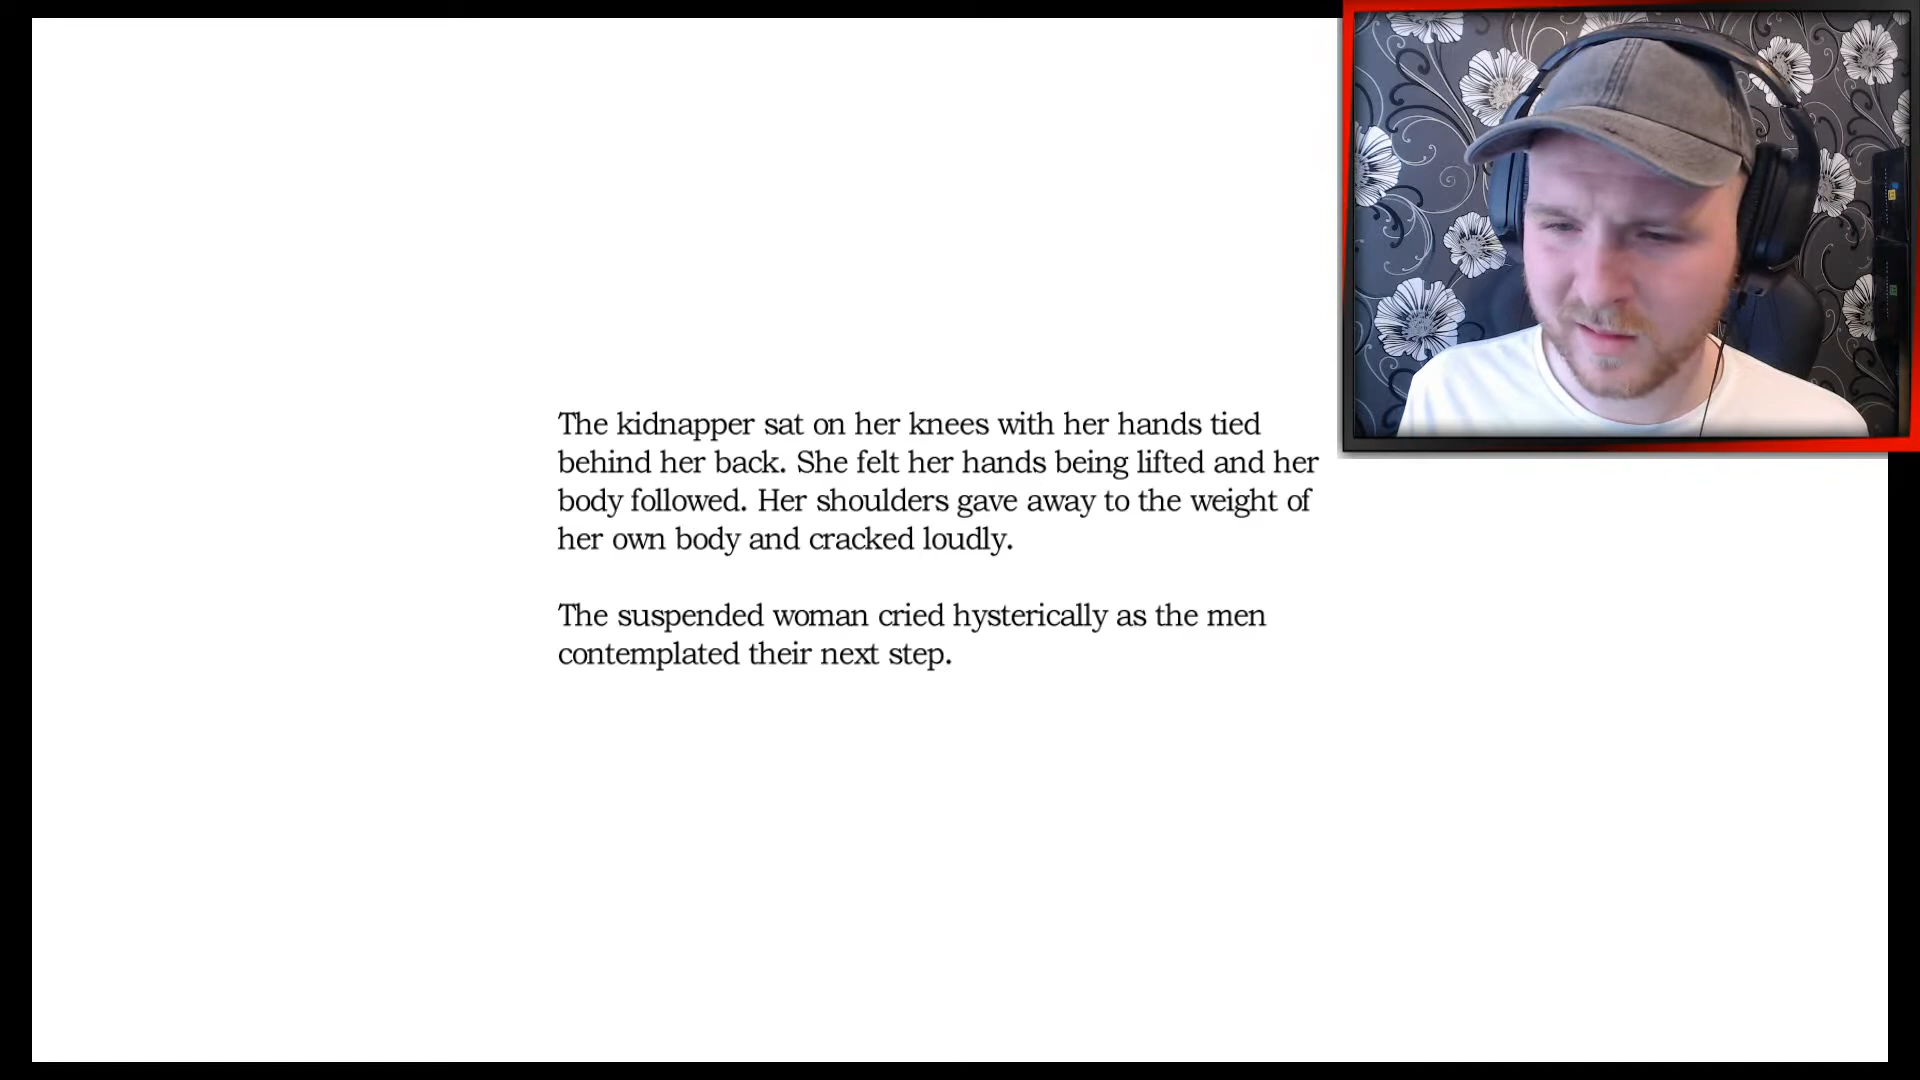 The kidnapper sat on her knees with her hands tied
behind her back. She felt her hands being lifted and her
body followed. Her shoulders gave away to the weight of
her own body and cracked loudly.
The suspended woman cried hysterically as the men
contemplated their next step.